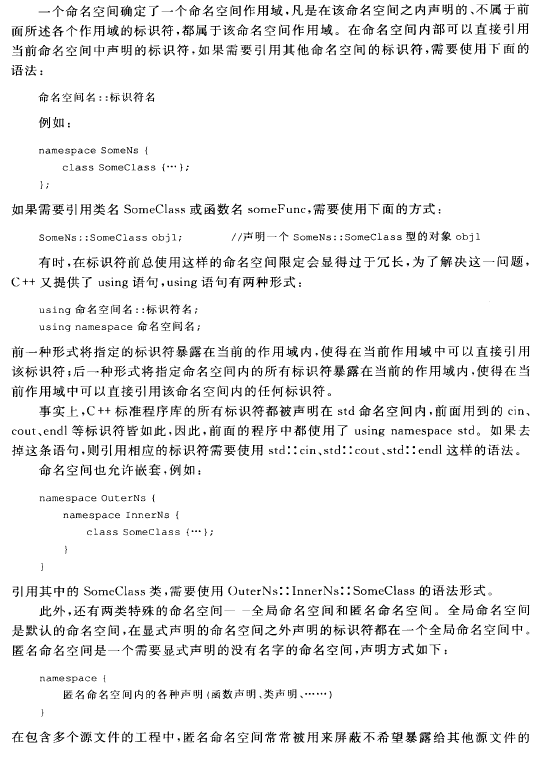 一个命名空间确定了一个命名空间作用域,凡是在该命名空间之内声明的、不属于前
面所述各个作用域的标识符,都属于该命名空间作用域。在命名空间内部可以直接引用
当前命名空间中声明的标识符,如果需要引用其他命名空间的标识符,需要使用下面的
语法:
命名空间名::标识符名
例如:
namespace SomeNs {
class SomeClass {…};
};
如果需要引用类名 SomeClass 或函数名 someFunc,需要使用下面的方式:
SomeNs::SomeClass obj1; //声明一个 SomeNs::SomeClass 型的对象 obj1
有时,在标识符前总使用这样的命名空间限定会显得过于冗长,为了解决这一问题,
C++又提供了 using 语句,using 语句有两种形式:
using 命名空间名::标识符名;
using namespace 命名空间名;
前一种形式将指定的标识符暴露在当前的作用域内,使得在当前作用域中可以直接引用
该标识符;后一种形式将指定命名空间内的所有标识符暴露在当前的作用域内,使得在当
前作用域中可以直接引用该命名空间内的任何标识符。
事实上,C++标准程序库的所有标识符都被声明在 std 命名空间内,前面用到的 cin、
cout、endl 等标识符皆如此,因此,前面的程序中都使用了 using namespace std。如果去
掉这条语句,则引用相应的标识符需要使用 std::cin、std::cout、std::endl 这样的语法。
命名空间也允许嵌套,例如:
namespace OuterNs {
namespace InnerNs {
class SomeClass {…};
}
}
引用其中的 SomeClass 类,需要使用 OuterNs::InnerNs::SomeClass 的语法形式。
此外,还有两类特殊的命名空间——全局命名空间和匿名命名空间。全局命名空间
是默认的命名空间,在显式声明的命名空间之外声明的标识符都在一个全局命名空间中。
匿名命名空间是一个需要显式声明的没有名字的命名空间,声明方式如下:
namespace {
匿名命名空间内的各种声明(函数声明、类声明、……)
}
在包含多个源文件的工程中,匿名命名空间常常被用来屏蔽不希望暴露给其他源文件的